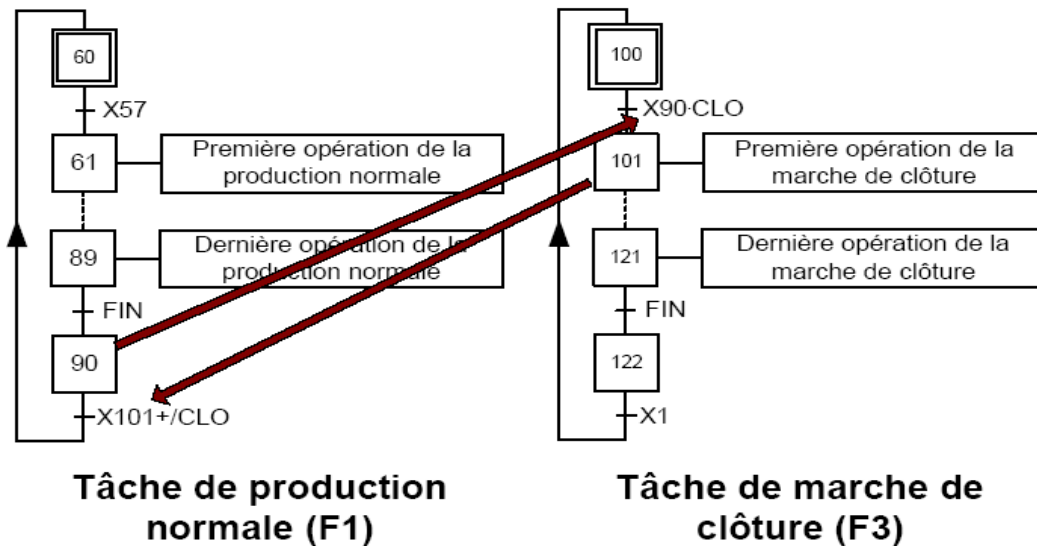 60
X57
61
Première opération de la
production normale
89
Dernière opération de la
production normale
FIN
90
X101+/CLO
Tâche de production
normale (F1)
100
X90·CLO
101
Première opération de la
marche de clôture
121
Dernière opération de la
marche de clôture
FIN
122
X1
Tâche de marche de
clôture (F3)